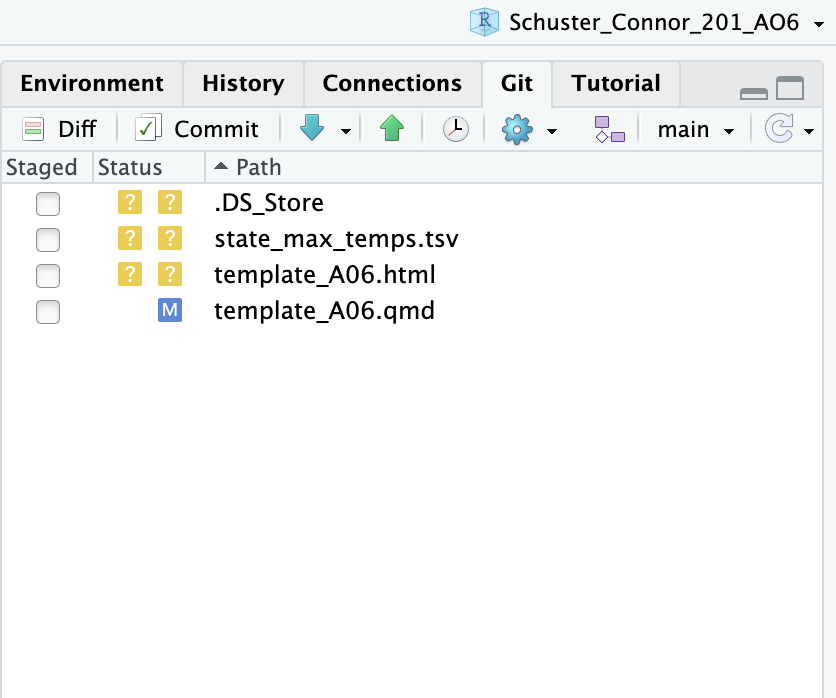 Schuster_Connor_201_AO6
Environment History Connections Git Tutorial
Diff Commit main
Staged Status Path
? ? .DS_Store
? ? state_max_temps.tsv
? ? template_A06.html
M template_A06.qmd